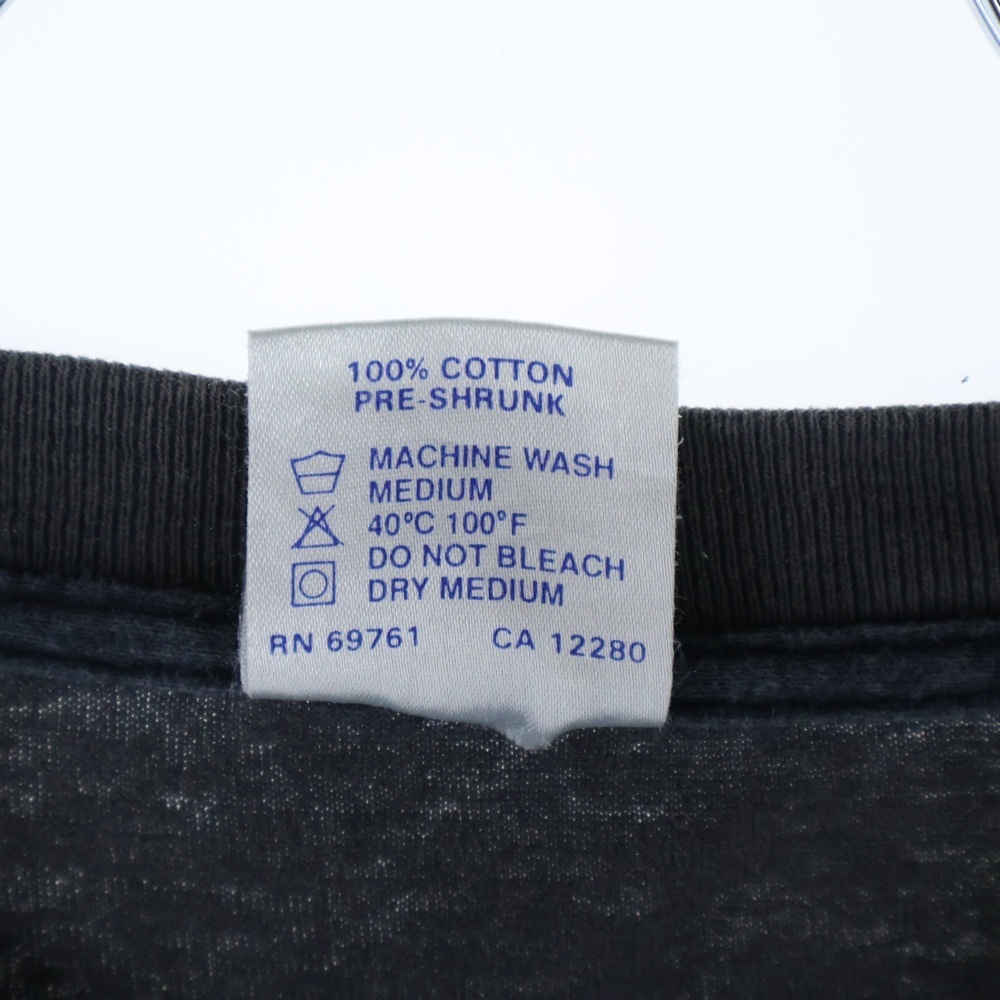 100% COTTON
PRE-SHRUNK
MACHINE WASH
MEDIUM
40°C 100°F
DO NOT BLEACH
DRY MEDIUM
RN 69761 CA 12280